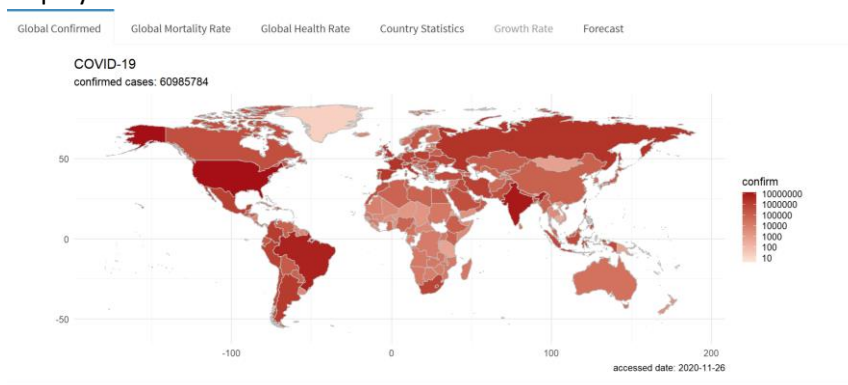 Global Confirmed Global Mortality Rate Global Health Rate Country Statistics Growth Rate Forecast
COVID-19
confirmed cases: 60985784
50
0
-50
-100 0 100 200
confirm
10000000
1000000
100000
10000
1000
100
10
accessed date: 2020-11-26